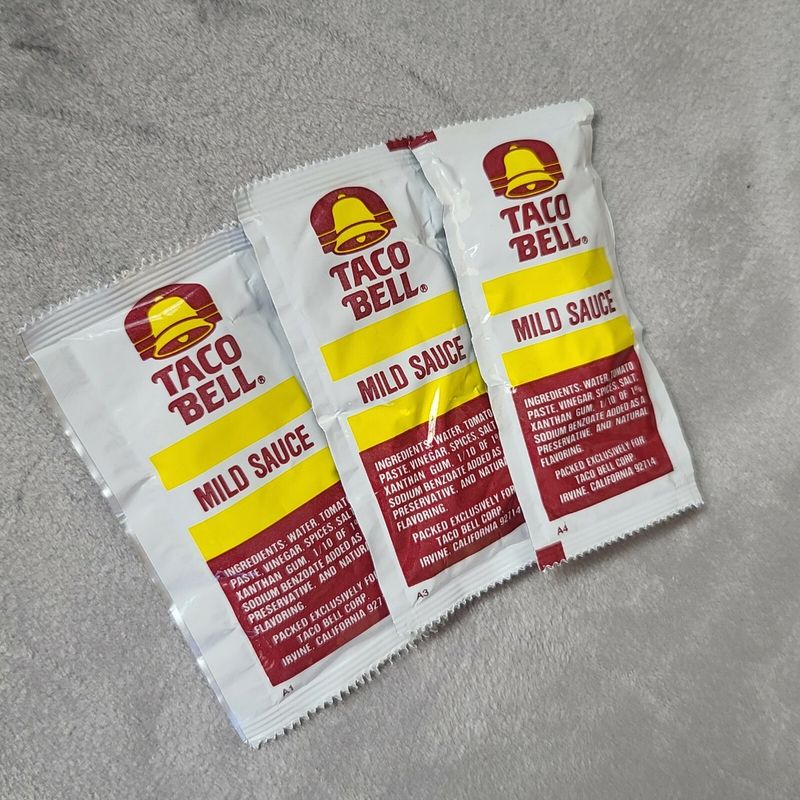 TACO
BELL®
MILD SAUCE
INGREDIENTS: WATER, TOMATO
PASTE, VINEGAR, SPICES, SALT,
XANTHAN GUM, 1/10 OF 1%
SODIUM BENZOATE ADDED AS A
PRESERVATIVE, AND NATURAL
FLAVORING.
PACKED EXCLUSIVELY FOR
TACO BELL CORP.
IRVINE, CALIFORNIA 927
A1
TACO
BELL®
MILD SAUCE
INGREDIENTS: WATER, TOMATO
PASTE, VINEGAR, SPICES, SALT,
XANTHAN GUM, 1/10 OF 1%
SODIUM BENZOATE ADDED AS A
PRESERVATIVE, AND NATURAL
FLAVORING.
PACKED EXCLUSIVELY FOR
TACO BELL CORP.
IRVINE, CALIFORNIA 92714
A3
TACO
BELL®
MILD SAUCE
INGREDIENTS: WATER, TOMATO
PASTE, VINEGAR, SPICES, SALT,
XANTHAN GUM, 1/10 OF 1%
SODIUM BENZOATE ADDED AS A
PRESERVATIVE, AND NATURAL
FLAVORING.
PACKED EXCLUSIVELY FOR
TACO BELL CORP.
IRVINE, CALIFORNIA 92714
A4